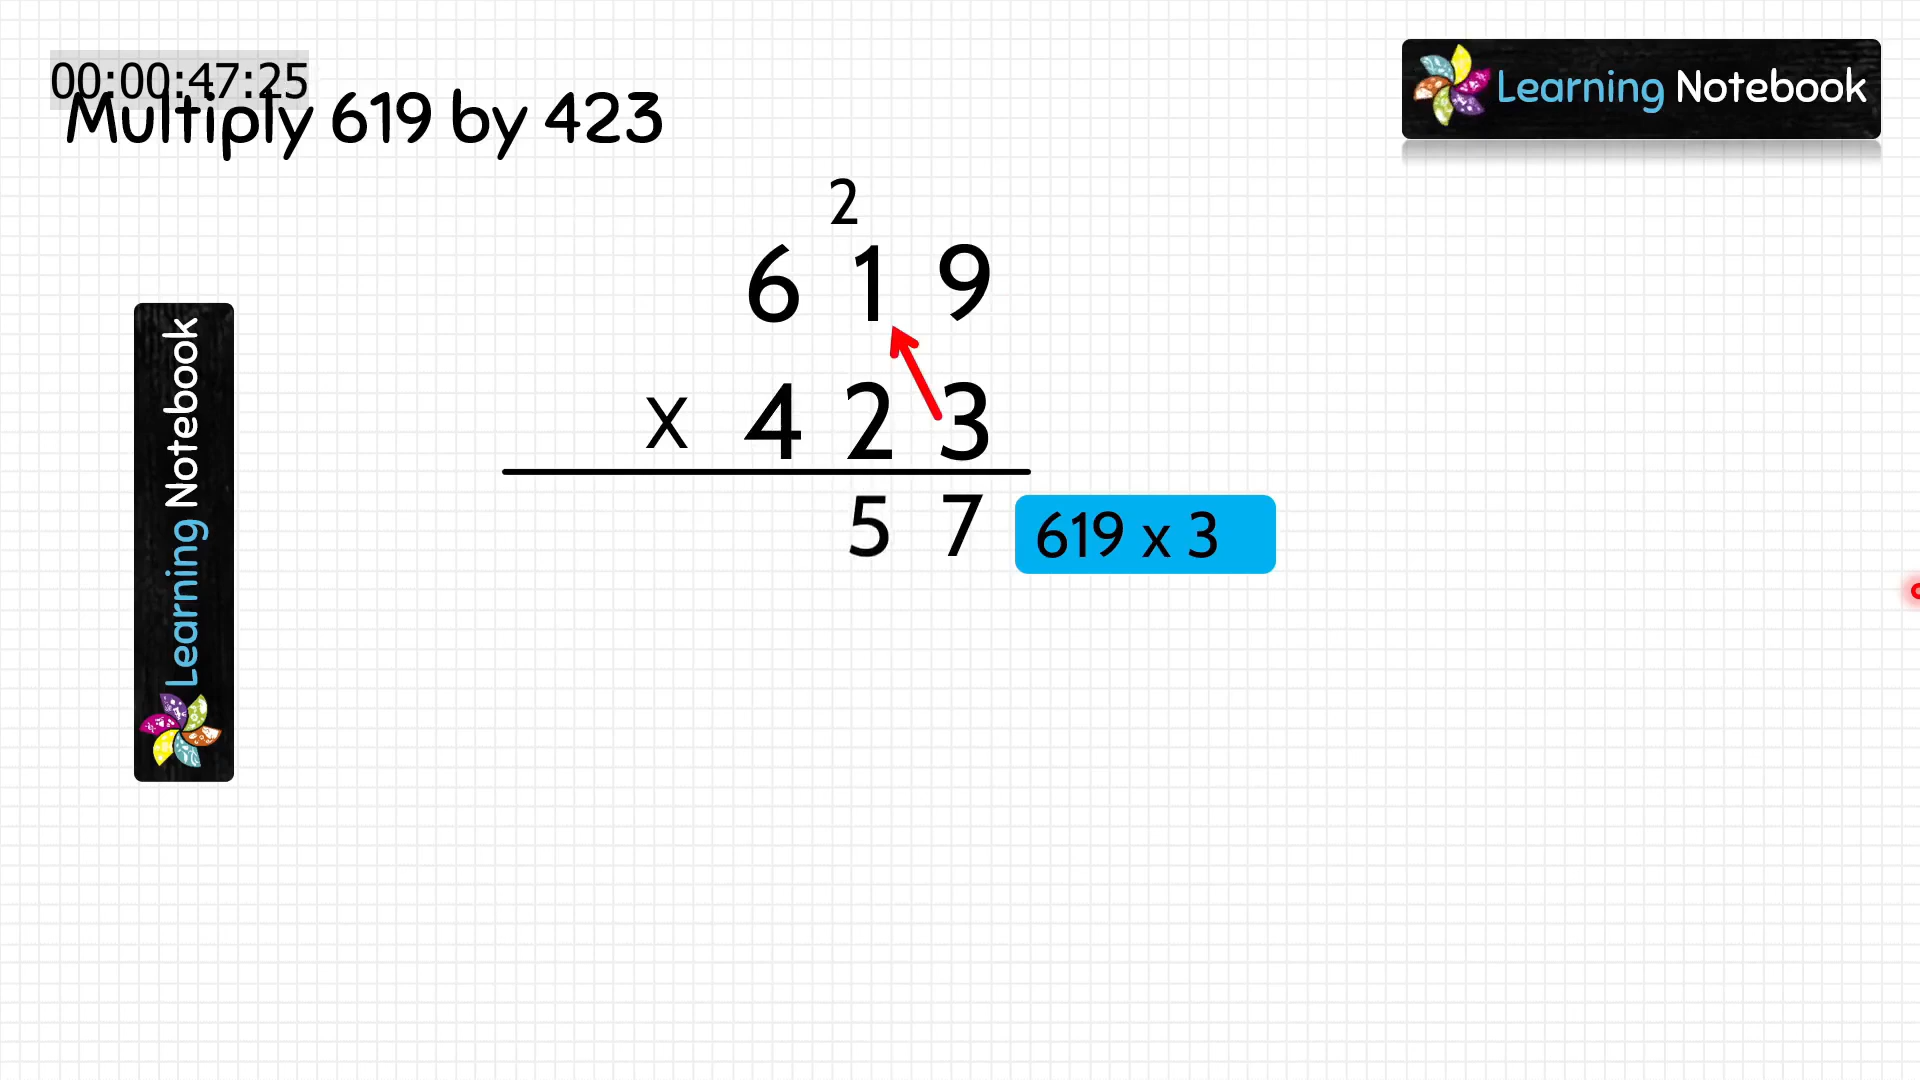 00:00:47:25
Multiply 619 by 423
Learning Notebook
2
6 1 9
x 4 2 3
5 7 619 x 3
Learning Notebook